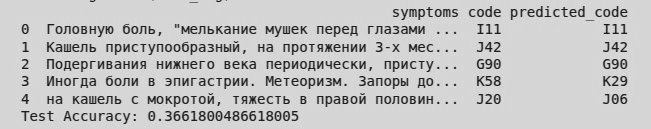 symptoms code predicted_code
0 Головную боль, "мелькание мушек перед глазами ... I11 I11
1 Кашель приступообразный, на протяжении 3-х мес... J42 J42
2 Подергивания нижнего века периодически, присту... G90 G90
3 Иногда боли в эпигастрии. Метеоризм. Запоры до... K58 K29
4 на кашель с мокротой, тяжесть в правой половин... J20 J06
Test Accuracy: 0.3661800486618005